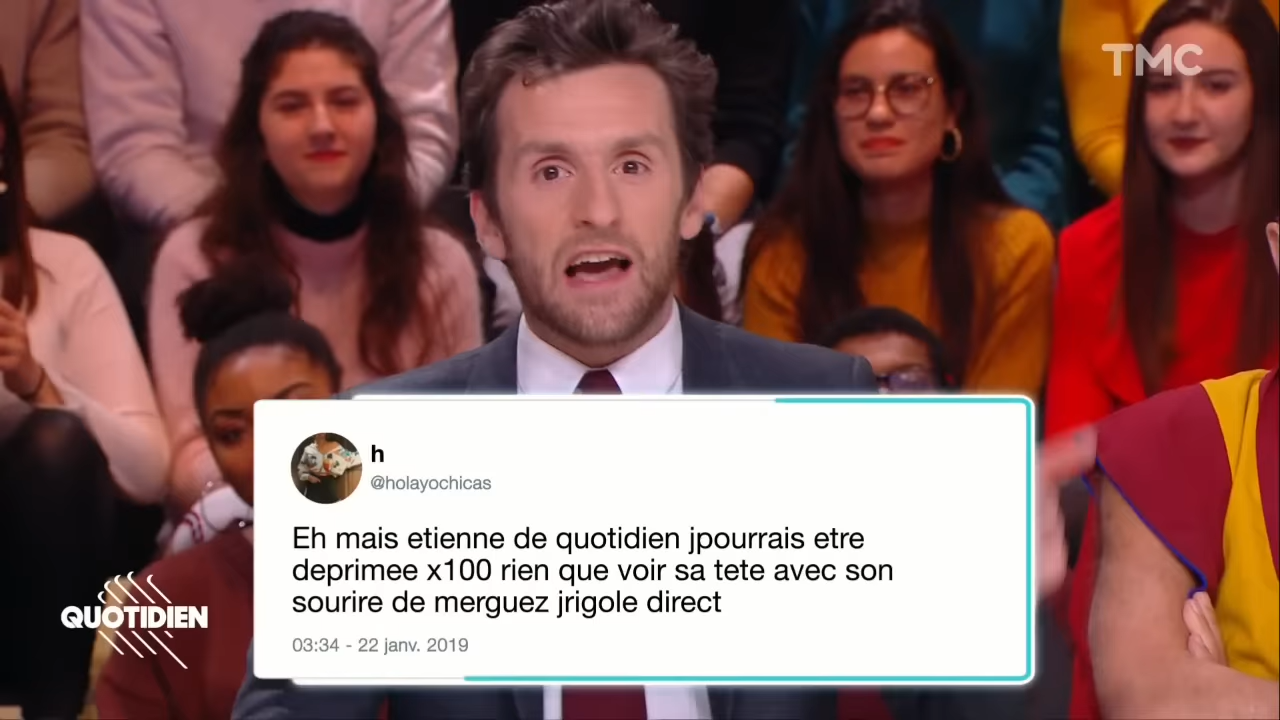 TMC
h
@holayochicas
Eh mais etienne de quotidien jpourrais etre
deprimee x100 rien que voir sa tete avec son
sourire de merguez jrigole direct
03:34 - 22 janv. 2019
QUOTIDIEN